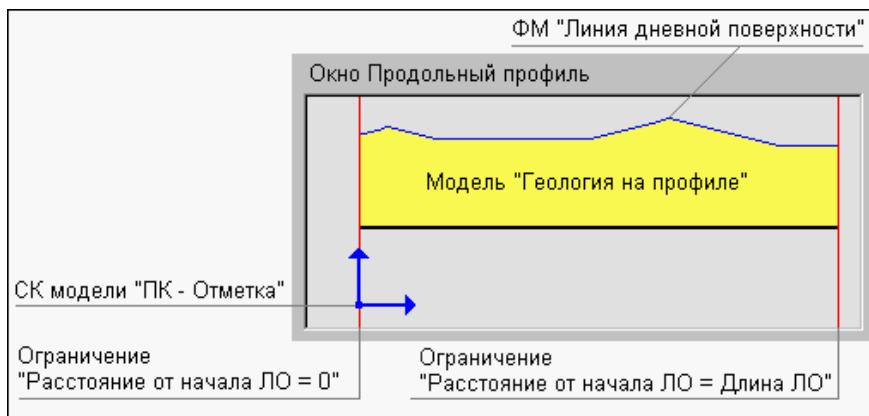 ФМ "Линия дневной поверхности"
Окно Продольный профиль
Модель "Геология на профиле"
СК модели "ПК - Отметка"
Ограничение
"Расстояние от начала ЛО = 0"
Ограничение
"Расстояние от начала ЛО = Длина ЛО"